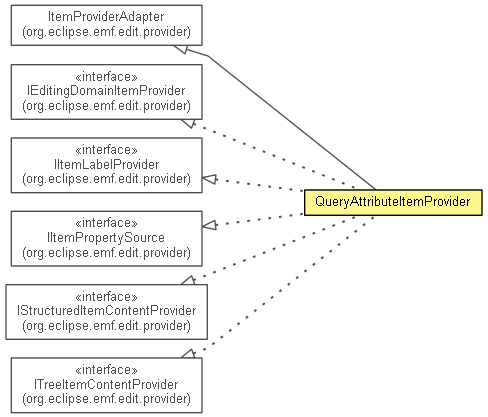 ItemProviderAdapter
(org.eclipse.emf.edit.provider)
«interface»
IEditingDomainItemProvider
(org.eclipse.emf.edit.provider)
«interface»
IItemLabelProvider
(org.eclipse.emf.edit.provider)
«interface»
IItemPropertySource
(org.eclipse.emf.edit.provider)
«interface»
IStructuredItemContentProvider
(org.eclipse.emf.edit.provider)
«interface»
ITreeItemContentProvider
(org.eclipse.emf.edit.provider)
QueryAttributeItemProvider